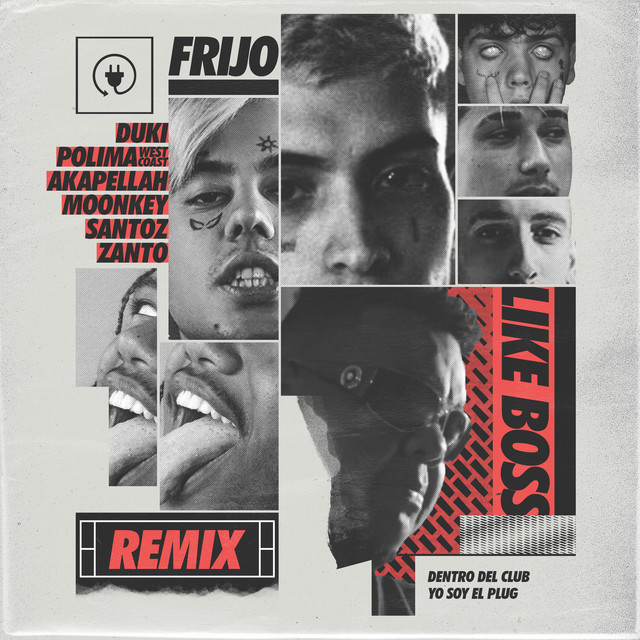 FRIJO
DUKI
POLIMA WEST COAST
AKAPELLAH
MOONKEY
SANTOZ
ZANTO
LIKE BOSS
REMIX
DENTRO DEL CLUB
YO SOY EL PLUG